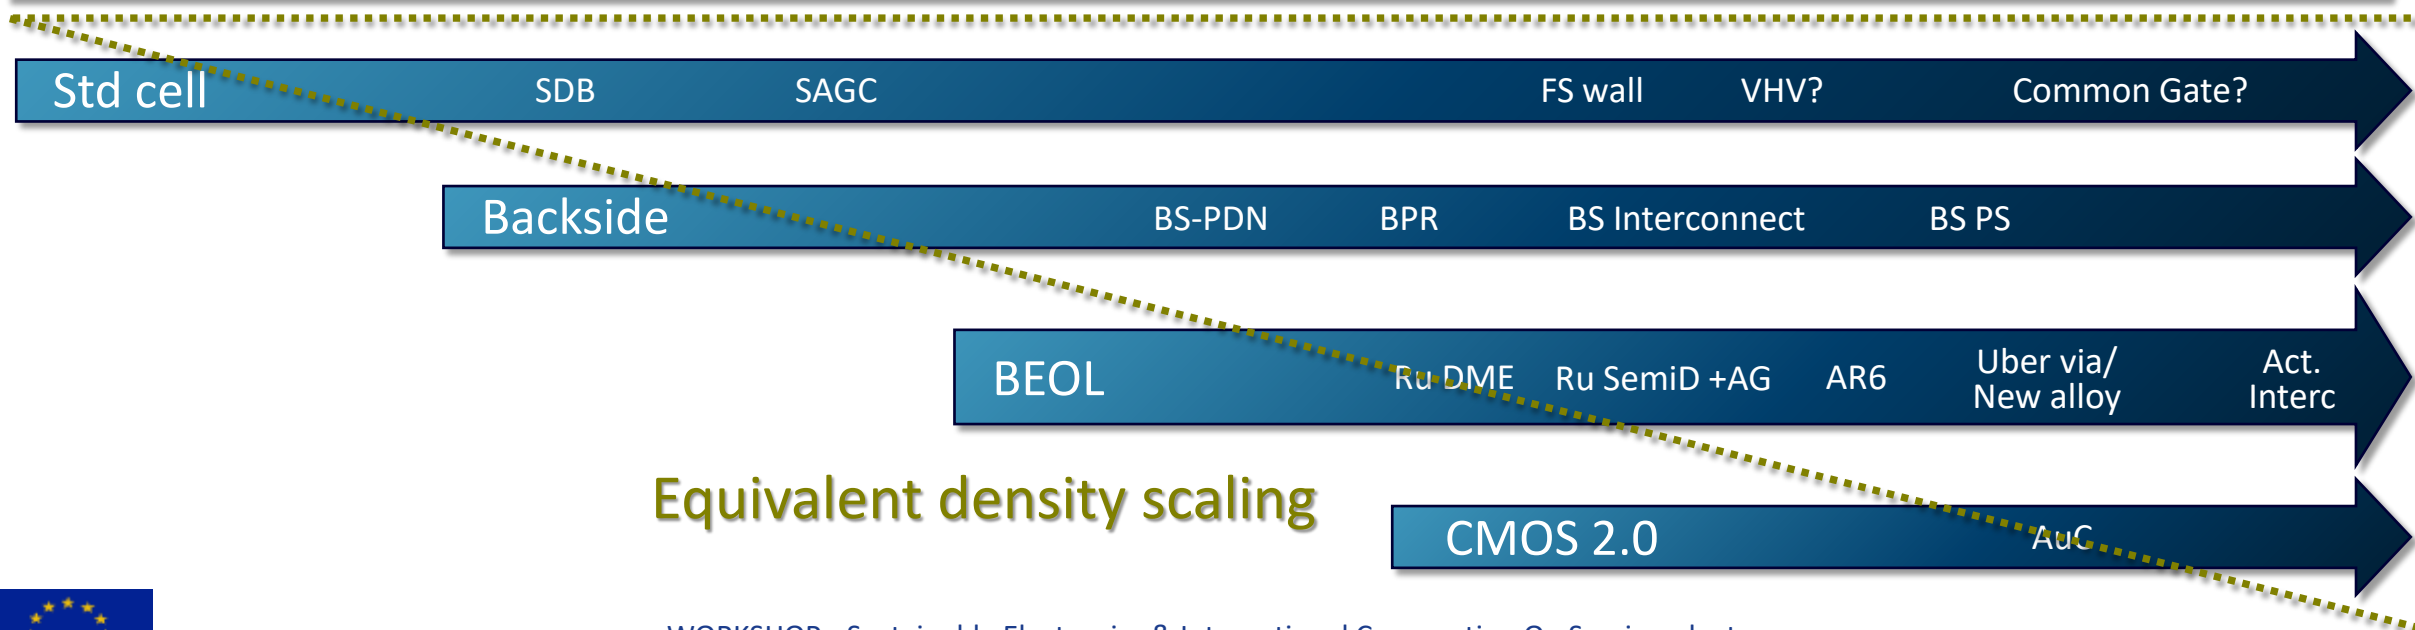 Std cell SDB SAGC FS wall VHV? Common Gate?
Backside BS-PDN BPR BS Interconnect BS PS
BEOL Ru DME Ru SemiD +AG AR6 Uber via/ New alloy Act. Interc
Equivalent density scaling
CMOS 2.0 AuC